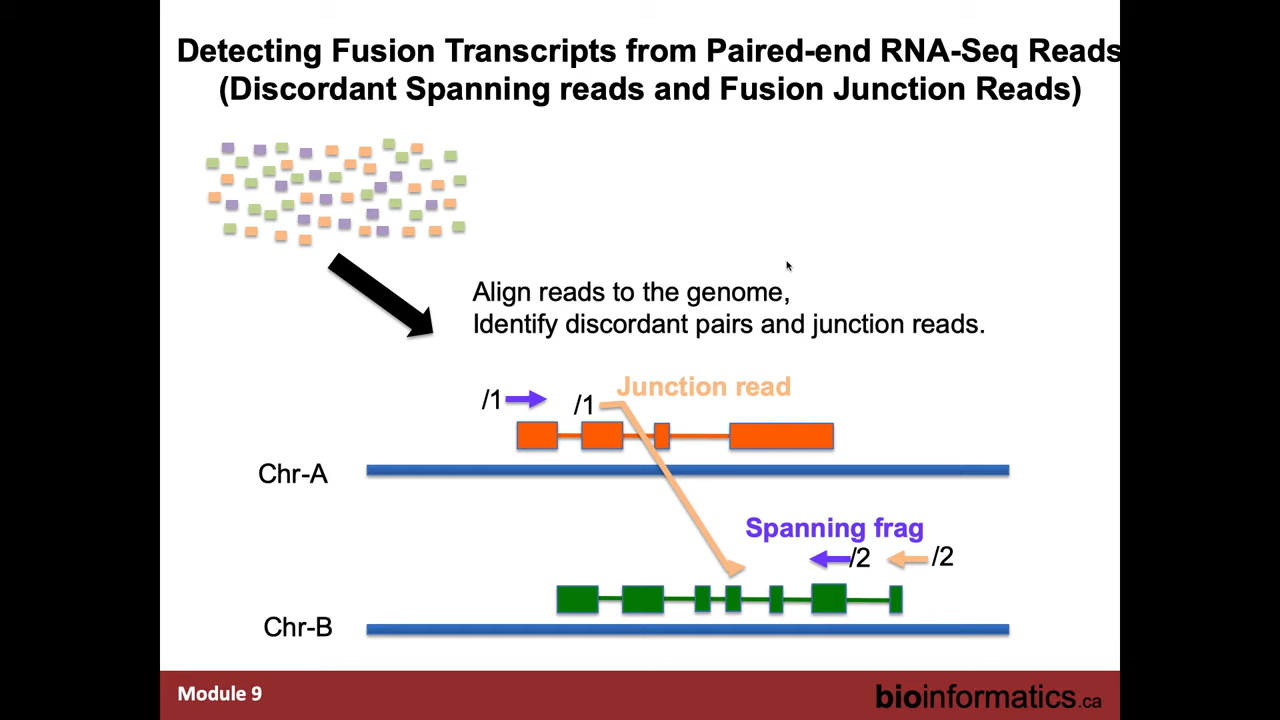 Detecting Fusion Transcripts from Paired-end RNA-Seq Reads
(Discordant Spanning reads and Fusion Junction Reads)
Align reads to the genome,
Identify discordant pairs and junction reads.
Junction read
/1
/1
Chr-A
Spanning frag
/2
/2
Chr-B
Module 9
bioinformatics.ca